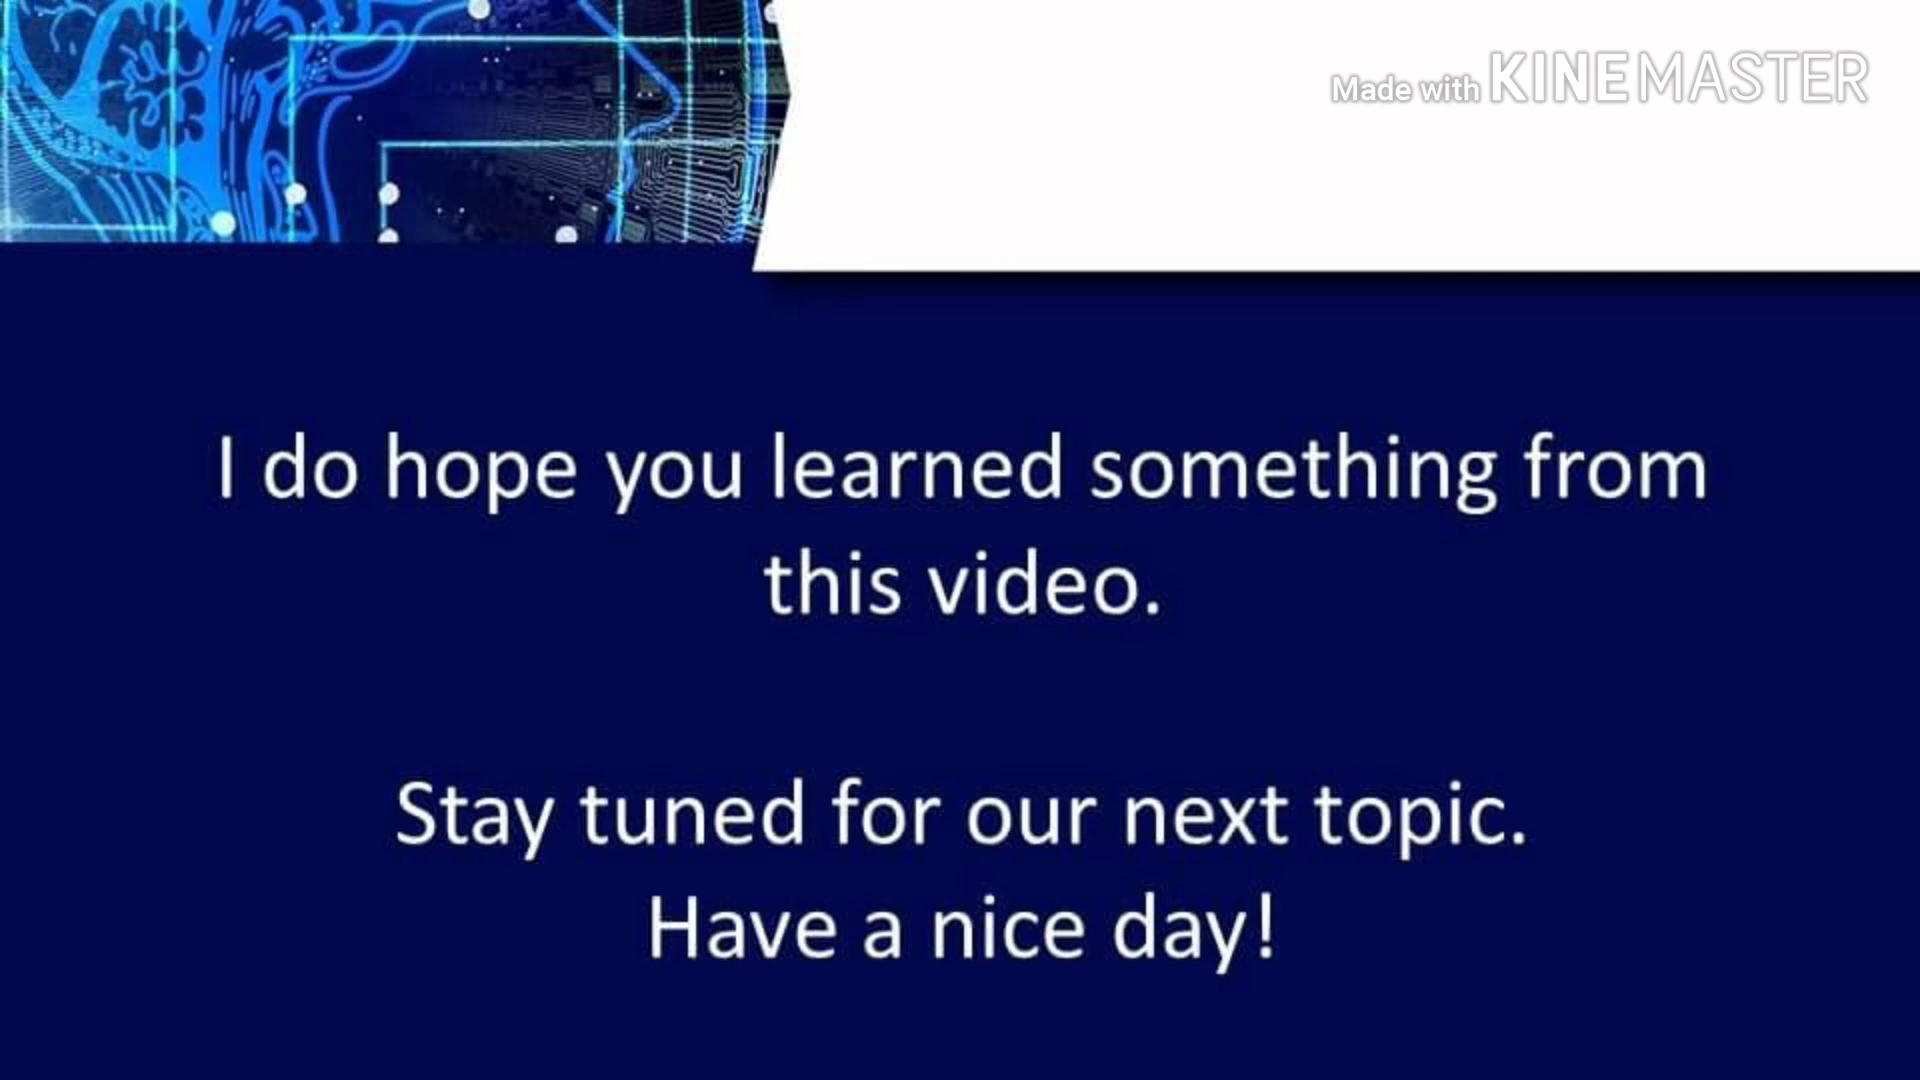 Made with KINEMASTER
I do hope you learned something from
this video.
Stay tuned for our next topic.
Have a nice day!